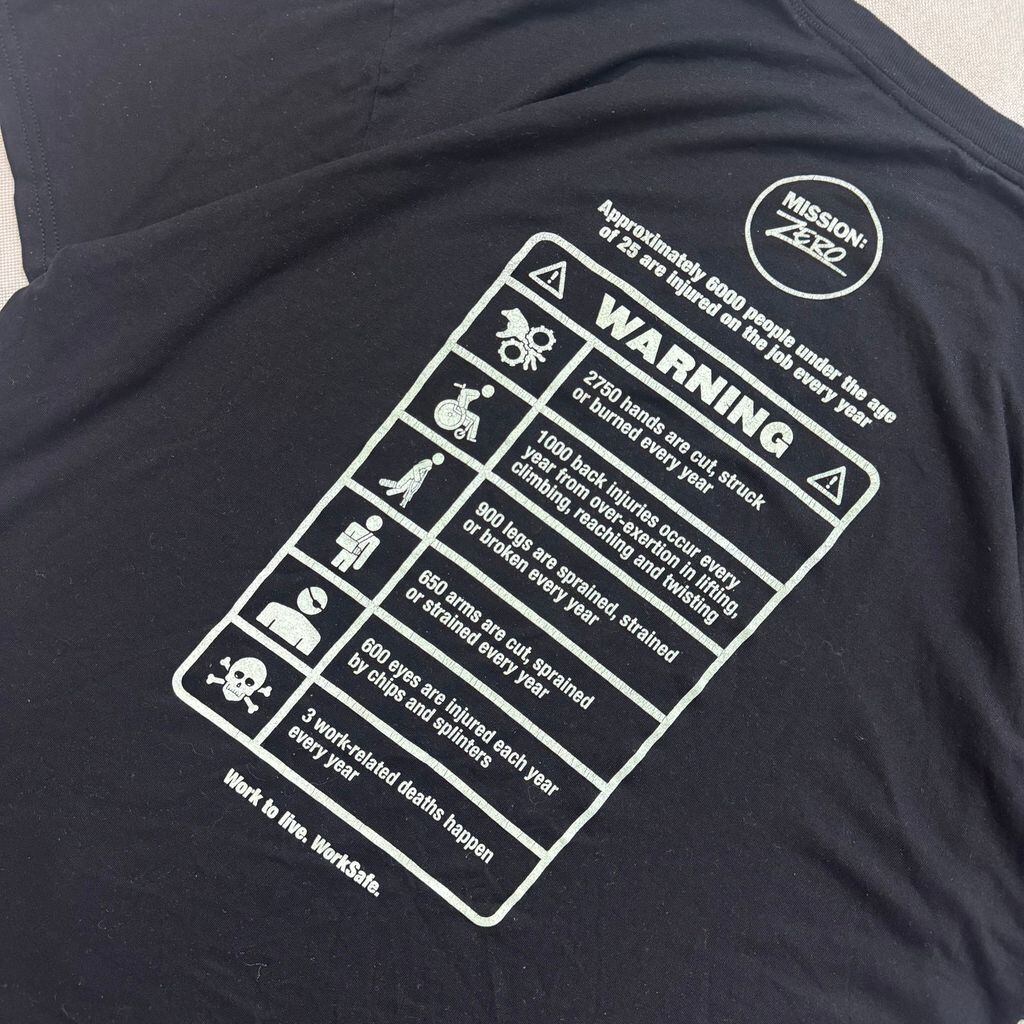 MISSION:
ZERO
Approximately 6000 people under the age
of 25 are injured on the job every year
WARNING
2750 hands are cut, struck
or burned every year
1000 back injuries occur every
year from over-exertion in lifting,
climbing, reaching and twisting
900 legs are sprained, strained
or broken every year
650 arms are cut, sprained
or strained every year
600 eyes are injured each year
by chips and splinters
3 work-related deaths happen
every year
Work to live. WorkSafe.